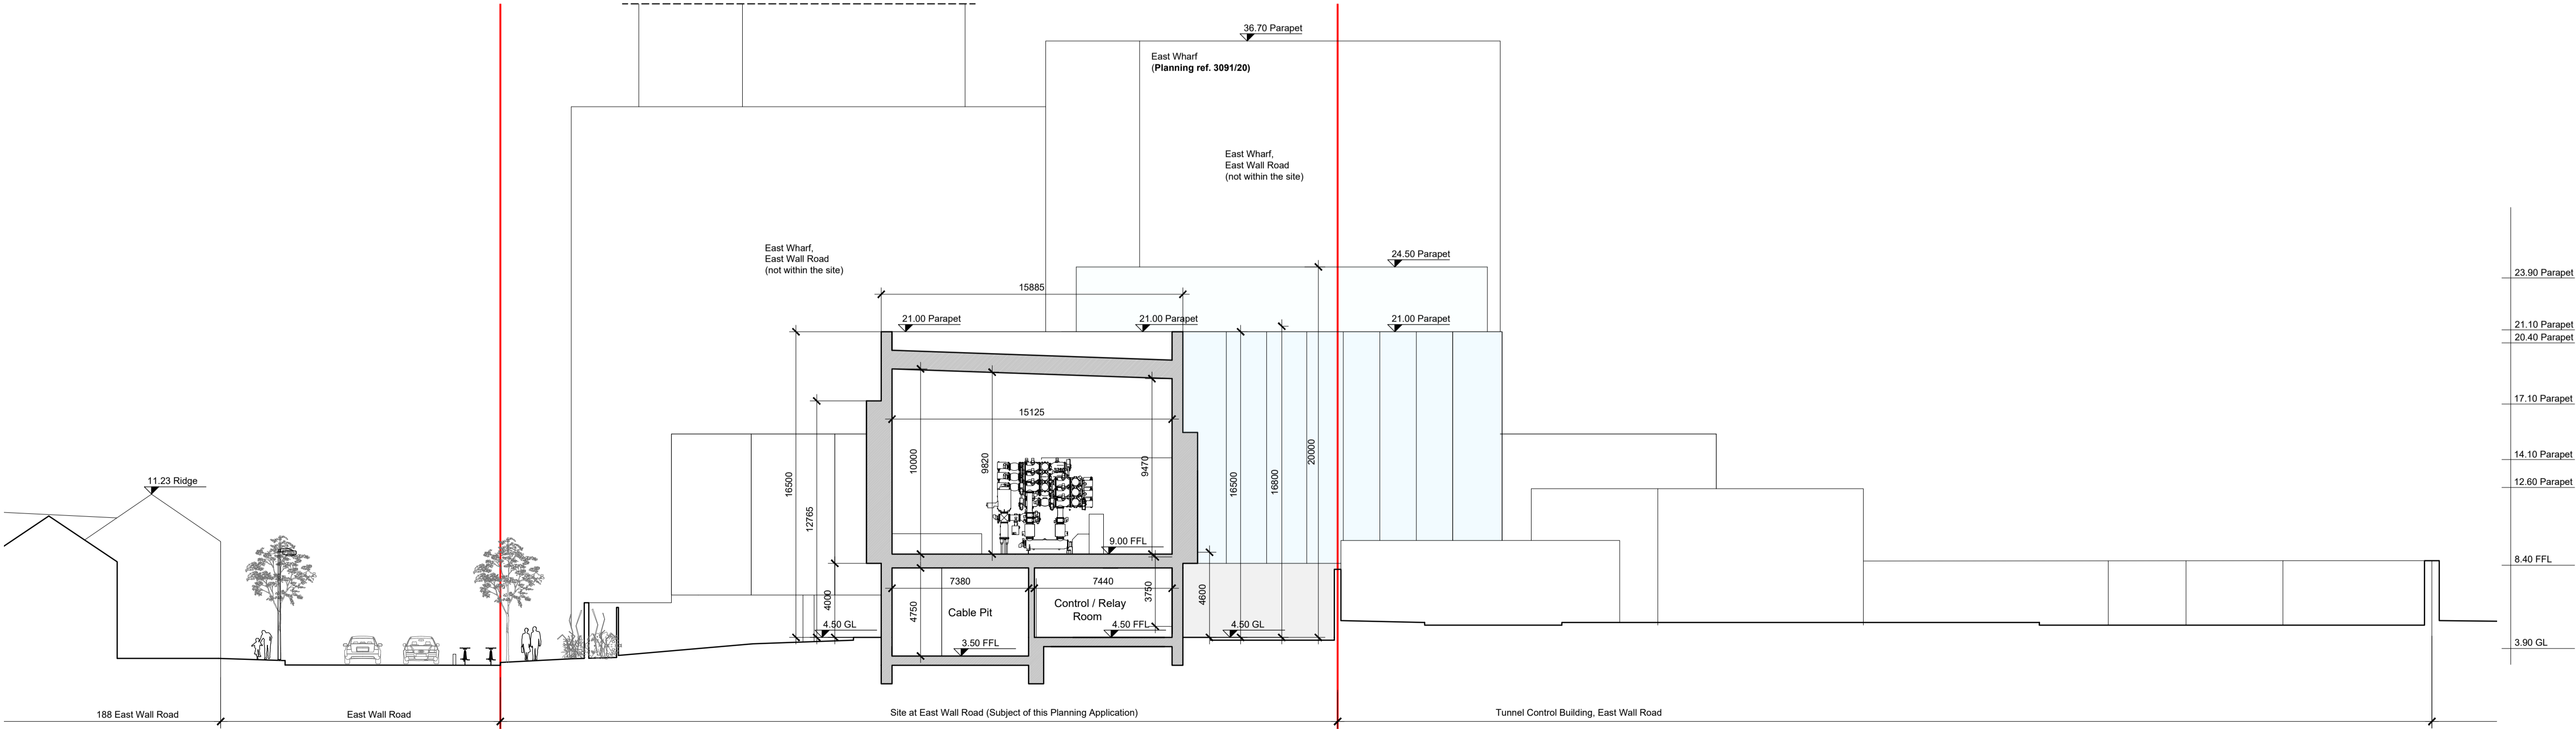 36.70 Parapet
East Wharf
(Planning ref. 3091/20)
East Wharf,
East Wall Road
(not within the site)
East Wharf,
East Wall Road
(not within the site)
24.50 Parapet
15885
21.00 Parapet
21.00 Parapet
21.00 Parapet
23.90 Parapet
21.10 Parapet
20.40 Parapet
17.10 Parapet
14.10 Parapet
12.60 Parapet
8.40 FFL
3.90 GL
11.23 Ridge
16500
12765
4000
15125
10000
9820
9470
16500
16800
20000
9.00 FFL
7380
7440
4750
3750
4600
Cable Pit
Control / Relay
Room
4.50 GL
4.50 FFL
4.50 GL
3.50 FFL
188 East Wall Road
East Wall Road
Site at East Wall Road (Subject of this Planning Application)
Tunnel Control Building, East Wall Road